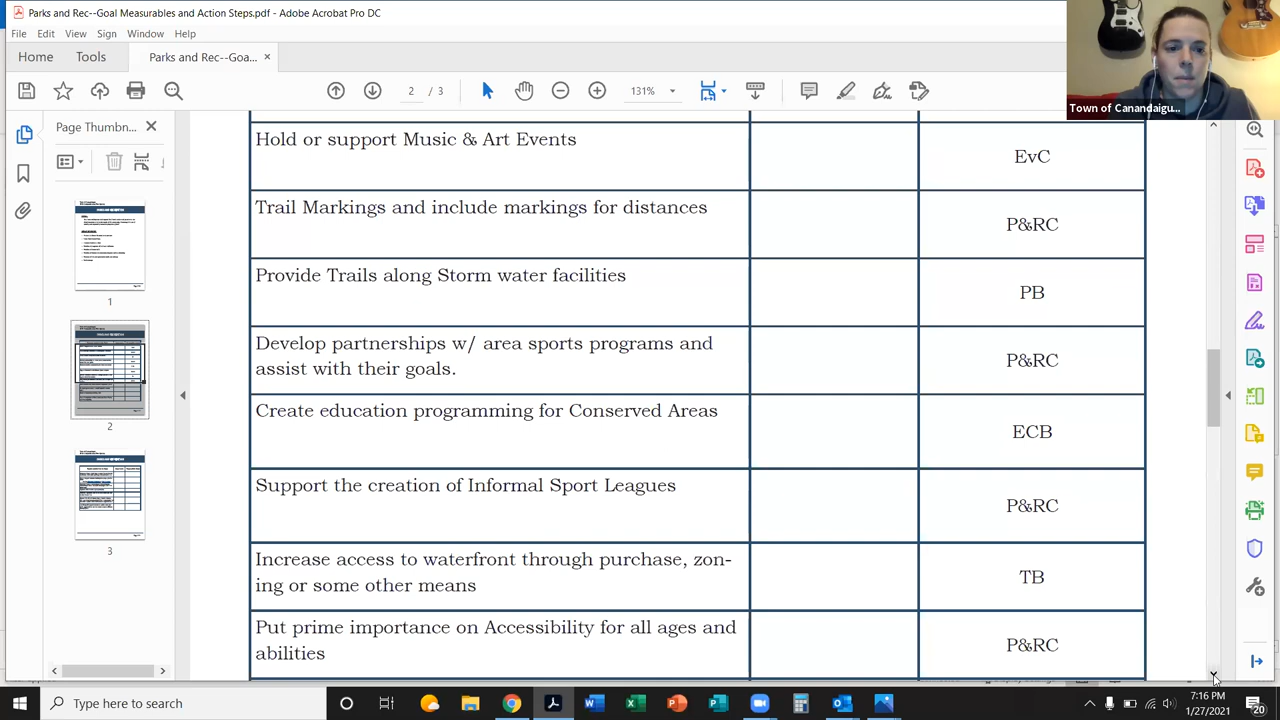 Parks and Rec--Goal Measurables and Action Steps.pdf - Adobe Acrobat Pro DC
File Edit View Sign Window Help
Home Tools Parks and Rec--Goa... ×
2 / 3 131%
Town of Canandaigu...
Page Thumbn...
1
2
3
Hold or support Music & Art Events
EvC
Trail Markings and include markings for distances
P&RC
Provide Trails along Storm water facilities
PB
Develop partnerships w/ area sports programs and
assist with their goals.
P&RC
Create education programming for Conserved Areas
ECB
Support the creation of Informal Sport Leagues
P&RC
Increase access to waterfront through purchase, zon-
ing or some other means
TB
Put prime importance on Accessibility for all ages and
abilities
P&RC
Type here to search
7:16 PM
1/27/2021
20